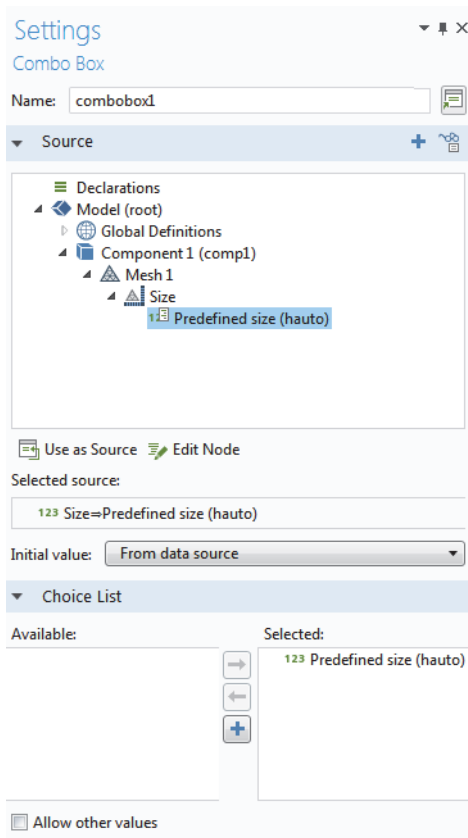 Settings
Combo Box
Name: combobox1
Source
Declarations
Model (root)
Global Definitions
Component 1 (comp1)
Mesh 1
Size
Predefined size (hauto)
Use as Source Edit Node
Selected source:
123 Size⇒Predefined size (hauto)
Initial value: From data source
Choice List
Available: Selected:
123 Predefined size (hauto)
Allow other values